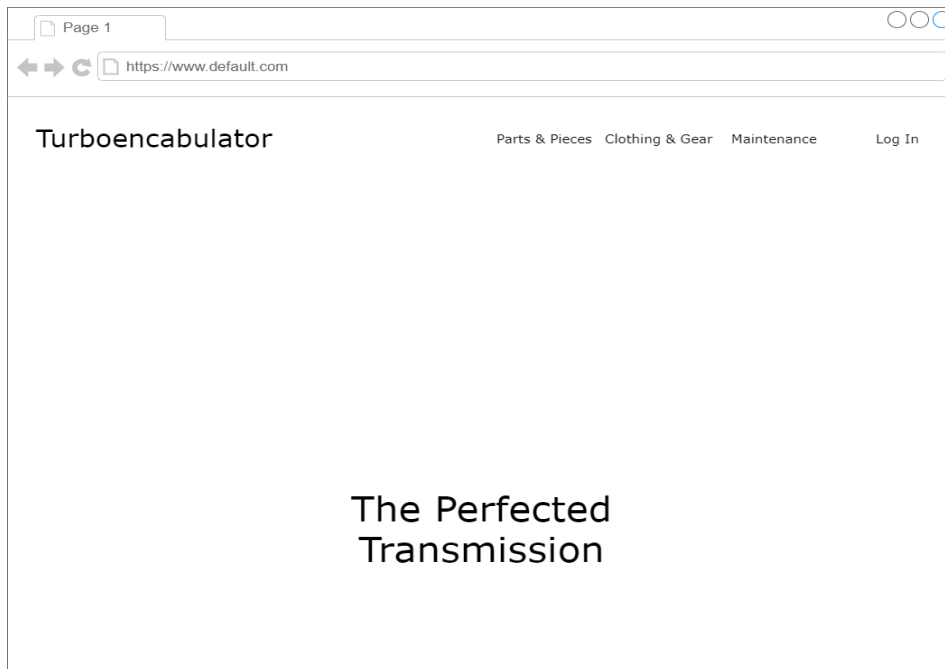 Page 1
https://www.default.com
Turboencabulator
Parts & Pieces Clothing & Gear Maintenance Log In
The Perfected
Transmission